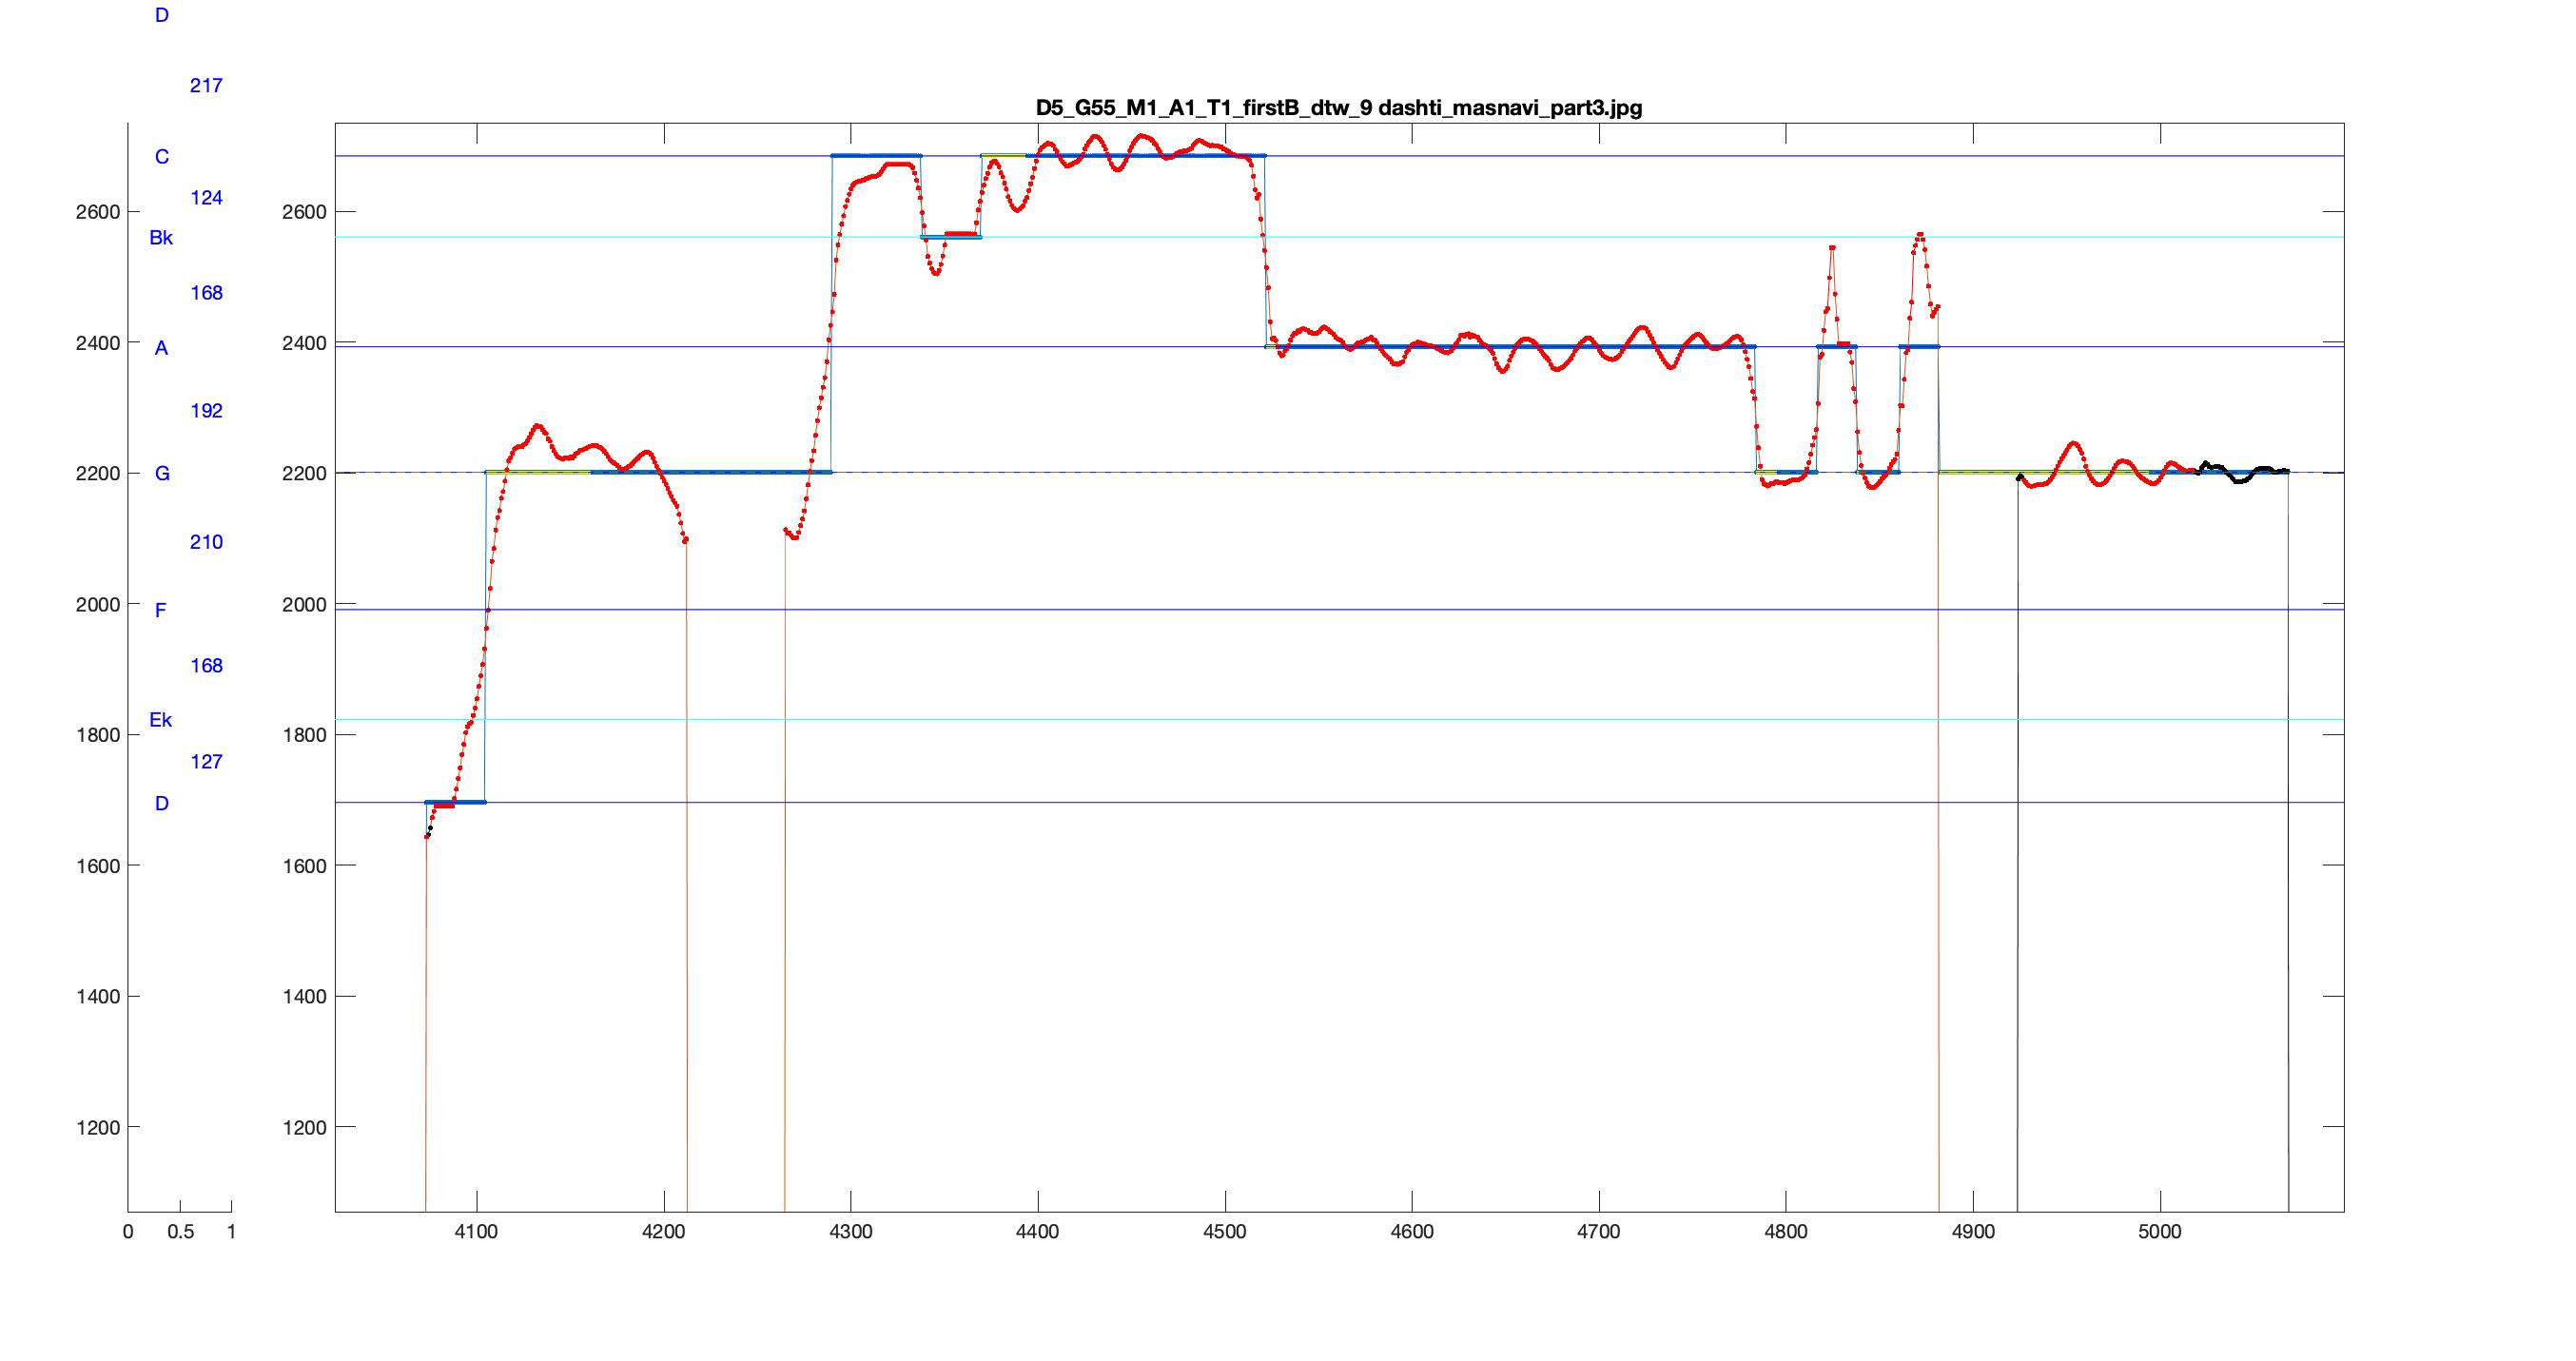 D
217
D5_G55_M1_A1_T1_firstB_dtw_9 dashti_masnavi_part3.jpg
C
124
2600 2600
Bk
168
2400 A 2400
192
2200 G 2200
210
2000 F 2000
168
Ek
1800 1800
127
D
1600 1600
1400 1400
1200 1200
0 0.5 1 4100 4200 4300 4400 4500 4600 4700 4800 4900 5000